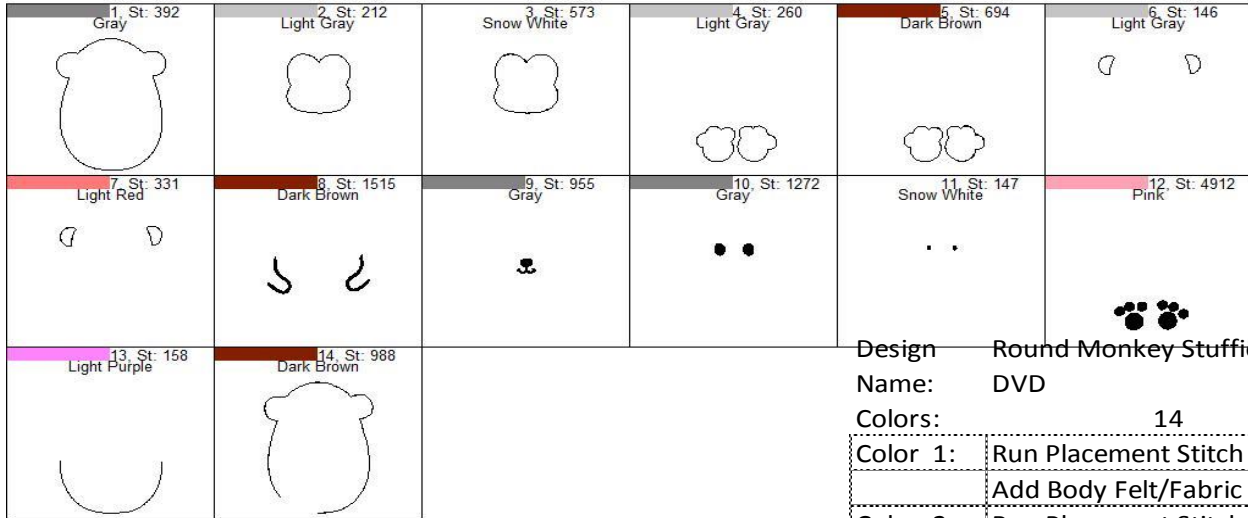 1, St: 392
Gray
2, St: 212
Light Gray
3, St: 573
Snow White
4, St: 260
Light Gray
5, St: 694
Dark Brown
6, St: 146
Light Gray
7, St: 331
Light Red
8, St: 1515
Dark Brown
9, St: 955
Gray
10, St: 1272
Gray
11, St: 147
Snow White
12, St: 4912
Pink
13, St: 158
Light Purple
14, St: 988
Dark Brown
Design Round Monkey Stuffi
Name: DVD
Colors: 14
Color 1: Run Placement Stitch
Add Body Felt/Fabric